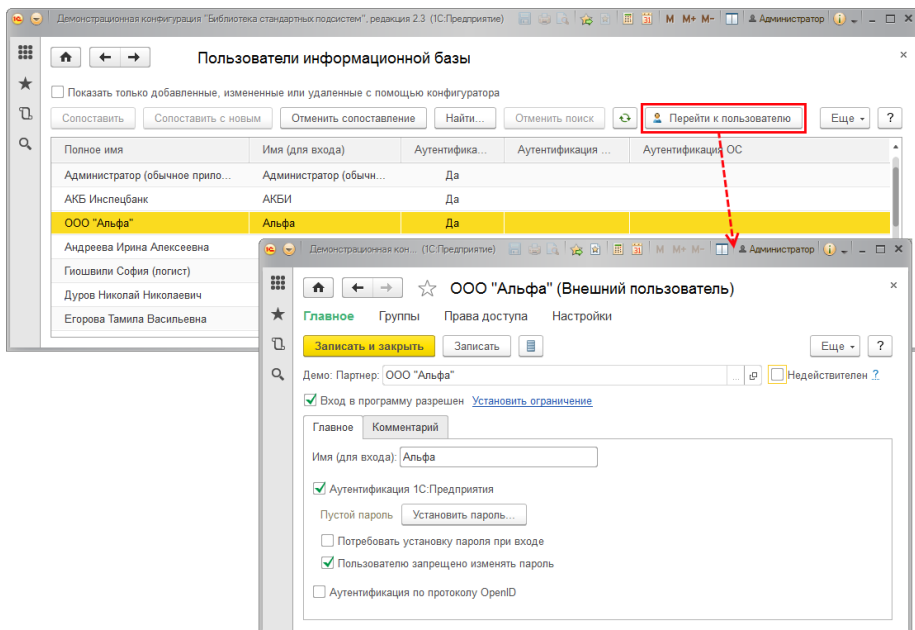 Демонстрационная конфигурация "Библиотека стандартных подсистем", редакция 2.3 (1С:Предприятие) M M+ M- Администратор
Пользователи информационной базы
Показать только добавленные, измененные или удаленные с помощью конфигуратора
Сопоставить Сопоставить с новым Отменить сопоставление Найти... Отменить поиск Перейти к пользователю Еще ?
Полное имя Имя (для входа) Аутентифика... Аутентификация ... Аутентификация ОС
Администратор (обычное прило... Администратор (обычн... Да
АКБ Инспецбанк АКБИ Да
ООО "Альфа" Альфа Да
Андреева Ирина Алексеевна
Гиошвили София (логист)
Дуров Николай Николаевич
Егорова Тамила Васильевна
Демонстрационная кон... (1С:Предприятие) M M+ M- Администратор
ООО "Альфа" (Внешний пользователь)
Главное Группы Права доступа Настройки
Записать и закрыть Записать Еще ?
Демо: Партнер: ООО "Альфа" ... Недействителен ?
Вход в программу разрешен Установить ограничение
Главное Комментарий
Имя (для входа): Альфа
Аутентификация 1С:Предприятия
Пустой пароль Установить пароль...
Потребовать установку пароля при входе
Пользователю запрещено изменять пароль
Аутентификация по протоколу OpenID